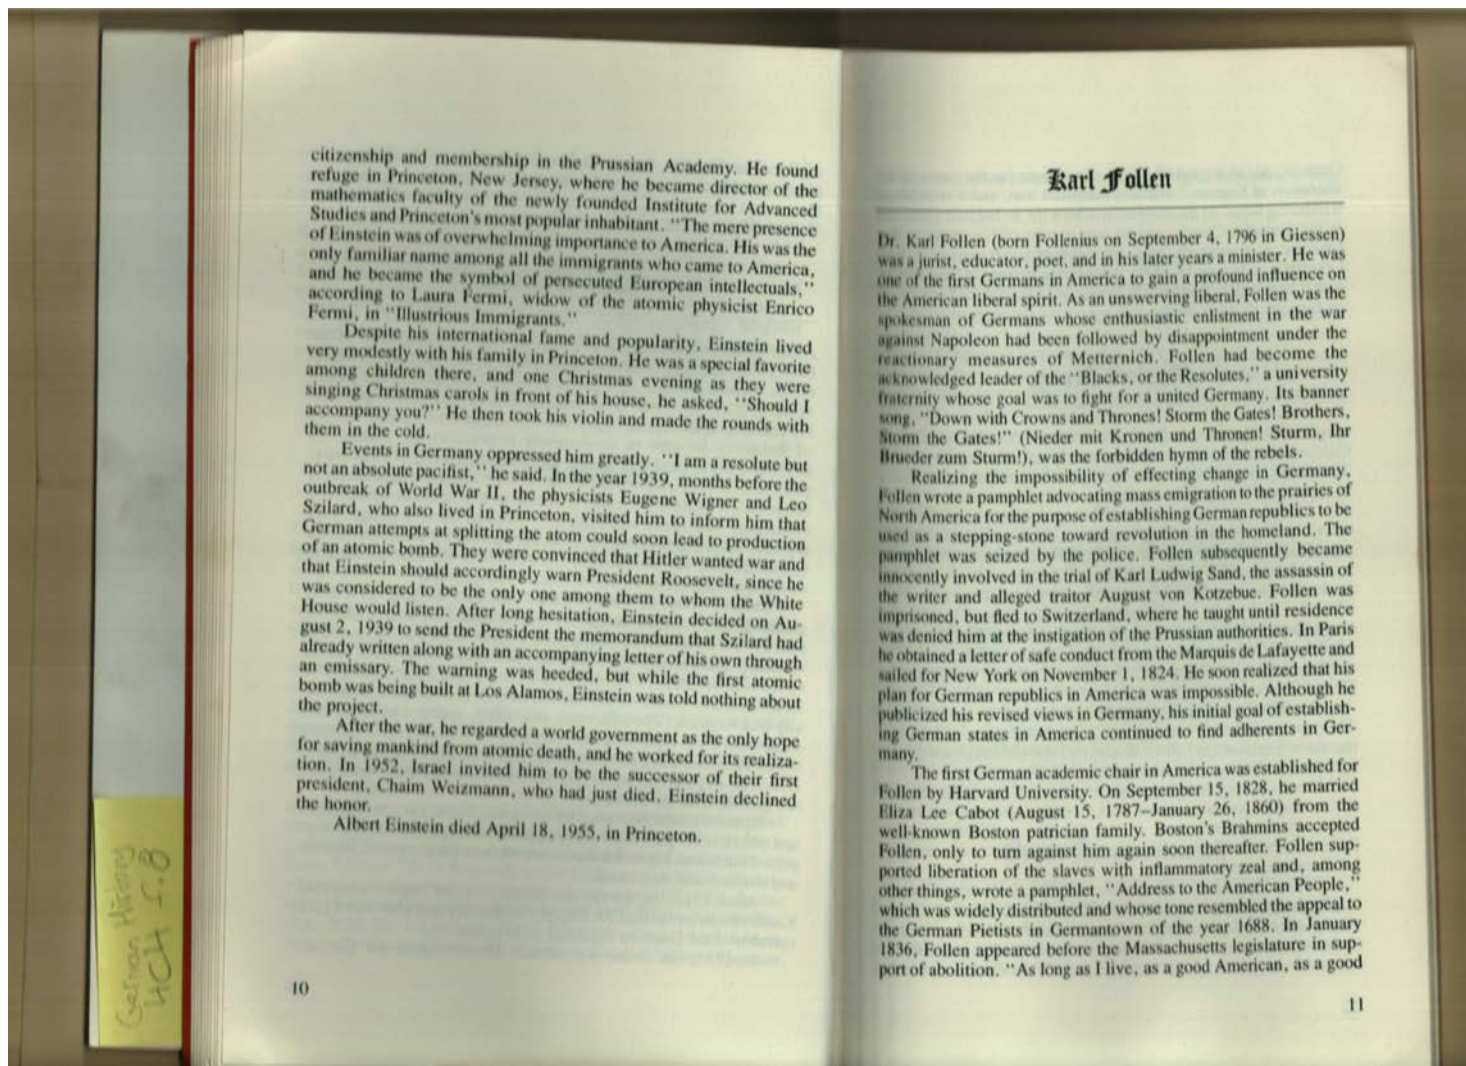 citizenship and membership in the Prussian Academy. He found
refuge in Princeton, New Jersey, where he became director of the
mathematics faculty of the newly founded Institute for Advanced
Studies and Princeton's most popular inhabitant. "The mere presence
of Einstein was of overwhelming importance to America. His was the
only familiar name among all the immigrants who came to America,
and he became the symbol of persecuted European intellectuals,"
according to Laura Fermi, widow of the atomic physicist Enrico
Fermi, in "Illustrious Immigrants."
Despite his international fame and popularity, Einstein lived
very modestly with his family in Princeton. He was a special favorite
among children there, and one Christmas evening as they were
singing Christmas carols in front of his house, he asked, "Should I
accompany you?" He then took his violin and made the rounds with
them in the cold.
Events in Germany oppressed him greatly. "I am a resolute but
not an absolute pacifist," he said. In the year 1939, months before the
outbreak of World War II, the physicists Eugene Wigner and Leo
Szilard, who also lived in Princeton, visited him to inform him that
German attempts at splitting the atom could soon lead to production
of an atomic bomb. They were convinced that Hitler wanted war and
that Einstein should accordingly warn President Roosevelt, since he
was considered to be the only one among them to whom the White
House would listen. After long hesitation, Einstein decided on Au-
gust 2, 1939 to send the President the memorandum that Szilard had
already written along with an accompanying letter of his own through
an emissary. The warning was heeded, but while the first atomic
bomb was being built at Los Alamos, Einstein was told nothing about
the project.
After the war, he regarded a world government as the only hope
for saving mankind from atomic death, and he worked for its realiza-
tion. In 1952, Israel invited him to be the successor of their first
president, Chaim Weizmann, who had just died. Einstein declined
the honor.
Albert Einstein died April 18, 1955, in Princeton.
10
German History
HCH
Karl Follen
Dr. Karl Follen (born Follenius on September 4, 1796 in Giessen)
was a jurist, educator, poet, and in his later years a minister. He was
one of the first Germans in America to gain a profound influence on
the American liberal spirit. As an unswerving liberal, Follen was the
spokesman of Germans whose enthusiastic enlistment in the war
against Napoleon had been followed by disappointment under the
reactionary measures of Metternich. Follen had become the
acknowledged leader of the "Blacks, or the Resolutes," a university
fraternity whose goal was to fight for a united Germany. Its banner
song, "Down with Crowns and Thrones! Storm the Gates! Brothers,
Storm the Gates!" (Nieder mit Kronen und Thronen! Sturm, Ihr
Brueder zum Sturm!), was the forbidden hymn of the rebels.
Realizing the impossibility of effecting change in Germany,
Follen wrote a pamphlet advocating mass emigration to the prairies of
North America for the purpose of establishing German republics to be
used as a stepping-stone toward revolution in the homeland. The
pamphlet was seized by the police. Follen subsequently became
innocently involved in the trial of Karl Ludwig Sand, the assassin of
the writer and alleged traitor August von Kotzebue. Follen was
imprisoned, but fled to Switzerland, where he taught until residence
was denied him at the instigation of the Prussian authorities. In Paris
he obtained a letter of safe conduct from the Marquis de Lafayette and
sailed for New York on November 1, 1824. He soon realized that his
plan for German republics in America was impossible. Although he
publicized his revised views in Germany, his initial goal of establish-
ing German states in America continued to find adherents in Ger-
many.
The first German academic chair in America was established for
Follen by Harvard University. On September 15, 1828, he married
Eliza Lee Cabot (August 15, 1787–January 26, 1860) from the
well-known Boston patrician family. Boston's Brahmins accepted
Follen, only to turn against him again soon thereafter. Follen sup-
ported liberation of the slaves with inflammatory zeal and, among
other things, wrote a pamphlet, "Address to the American People,"
which was widely distributed and whose tone resembled the appeal to
the German Pietists in Germantown of the year 1688. In January
1836, Follen appeared before the Massachusetts legislature in sup-
port of abolition. "As long as I live, as a good American, as a good
11